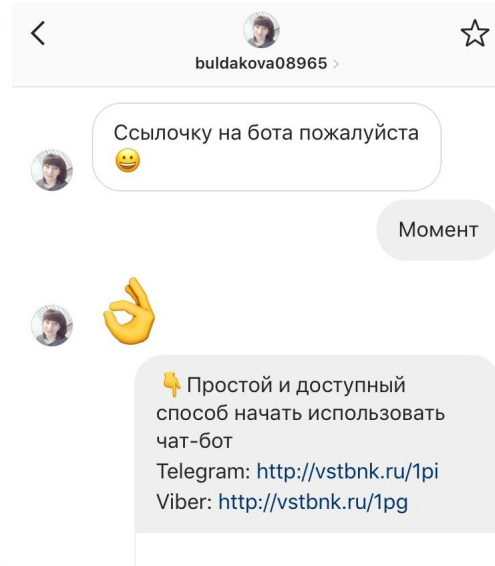 buldakova08965
Ссылочку на бота пожалуйста
😀
Момент
👌
👇Простой и доступный
способ начать использовать
чат-бот
Telegram: http://vstbnk.ru/1pi
Viber: http://vstbnk.ru/1pg